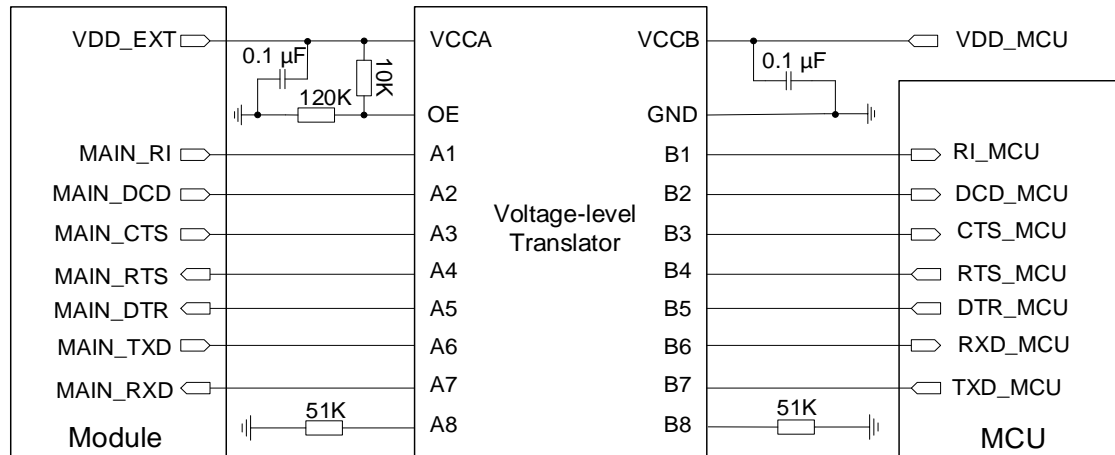 VDD_EXT VCCA VCCB VDD_MCU
0.1 µF 10K 0.1 µF
120K OE GND
MAIN_RI A1 B1 RI_MCU
MAIN_DCD A2 B2 DCD_MCU
Voltage-level
MAIN_CTS A3 Translator B3 CTS_MCU
MAIN_RTS A4 B4 RTS_MCU
MAIN_DTR A5 B5 DTR_MCU
MAIN_TXD A6 B6 RXD_MCU
MAIN_RXD A7 B7 TXD_MCU
51K A8 B8 51K
Module MCU